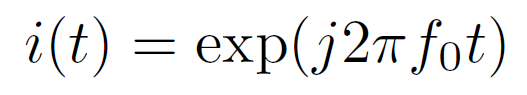 i(t) = exp(j2πf₀t)